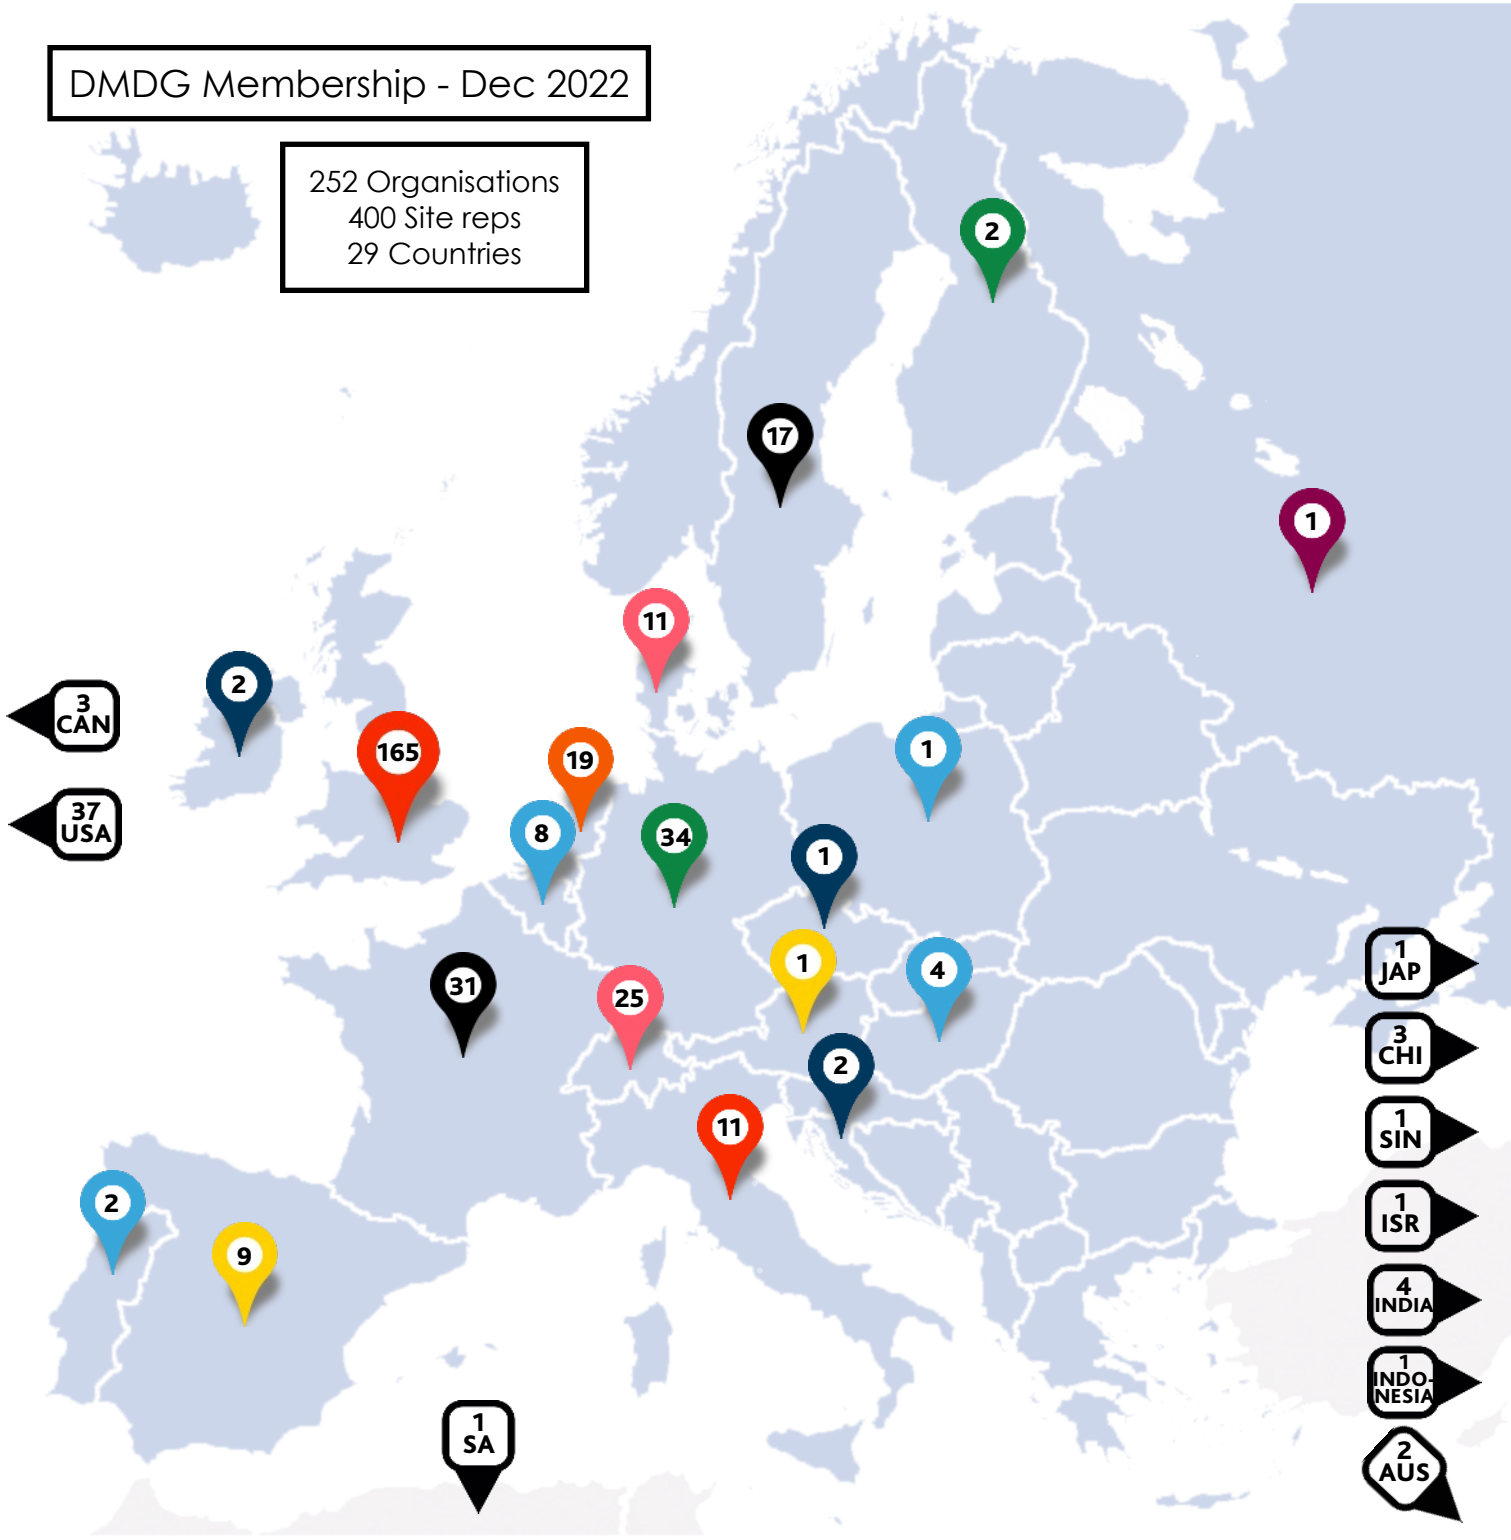 DMDG Membership - Dec 2022
252 Organisations
400 Site reps
29 Countries
2
17
1
11
2
3
CAN
165
19
1
37
USA
8
34
1
31
25
1
4
1
JAP
3
CHI
2
11
1
SIN
2
9
1
ISR
4
INDIA
1
INDO-
NESIA
1
SA
2
AUS